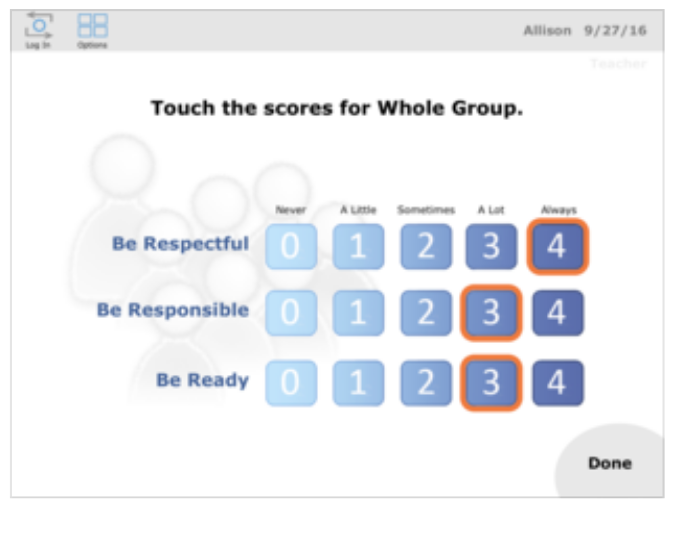 Allison 9/27/16
Log In Options
Teacher
Touch the scores for Whole Group.
Never A Little Sometimes A Lot Always
Be Respectful 0 1 2 3 4
Be Responsible 0 1 2 3 4
Be Ready 0 1 2 3 4
Done